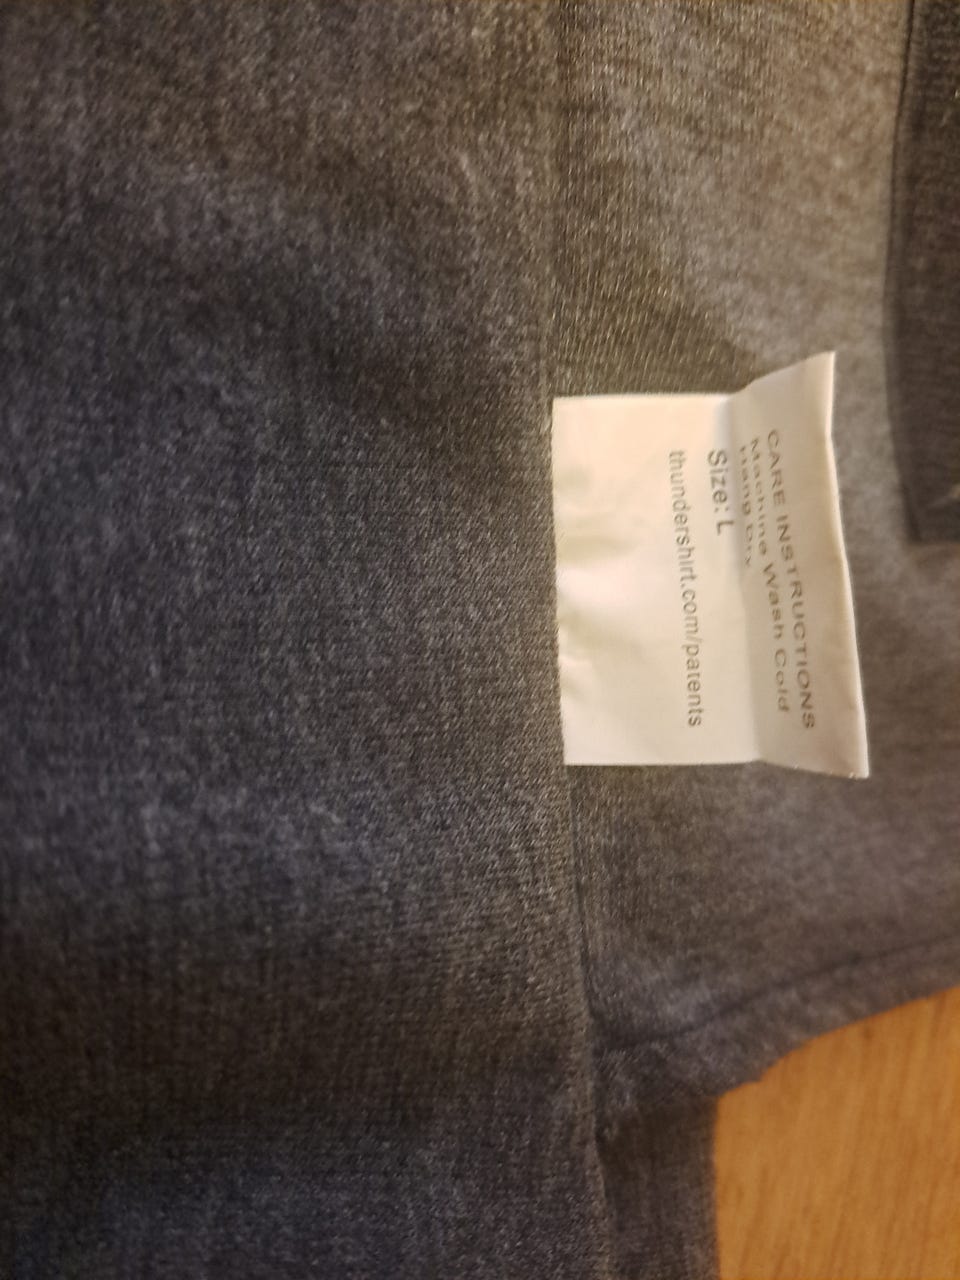 CARE INSTRUCTIONS
Machine Wash Cold
Hang Dry
Size: L
thundershirt.com/patents